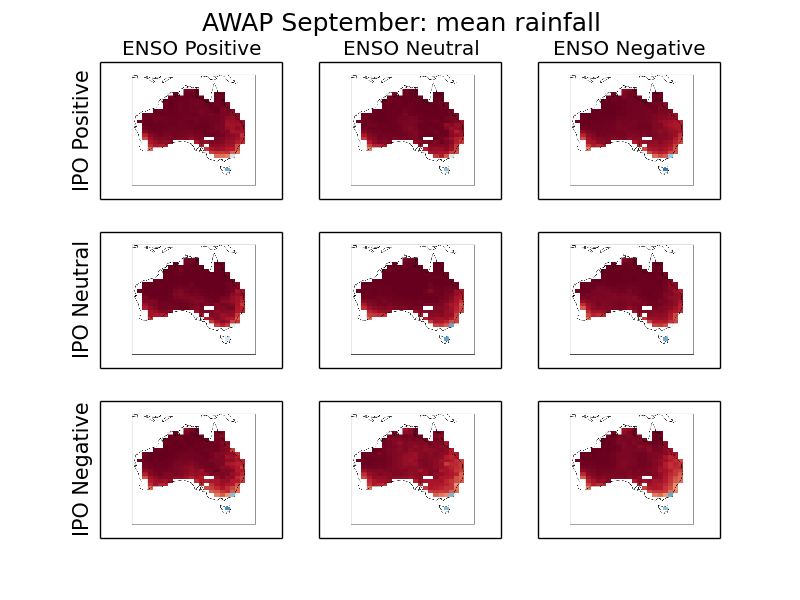 AWAP September: mean rainfall
ENSO Positive ENSO Neutral ENSO Negative
IPO Positive
IPO Neutral
IPO Negative